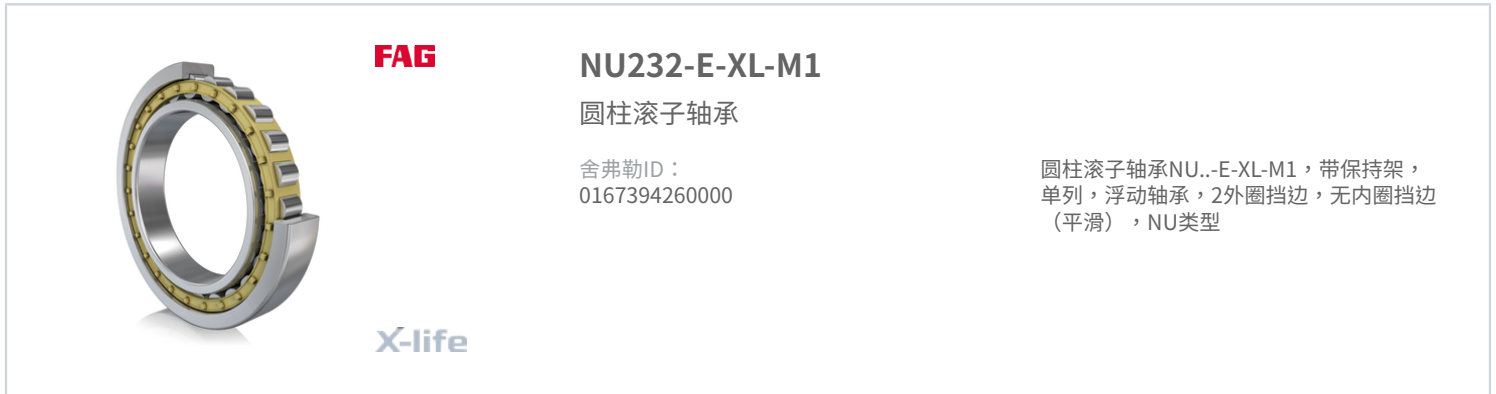 FAG
NU232-E-XL-M1
圆柱滚子轴承
舍弗勒ID：
0167394260000
圆柱滚子轴承NU..-E-XL-M1，带保持架，
单列，浮动轴承，2外圈挡边，无内圈挡边
（平滑），NU类型
X-life